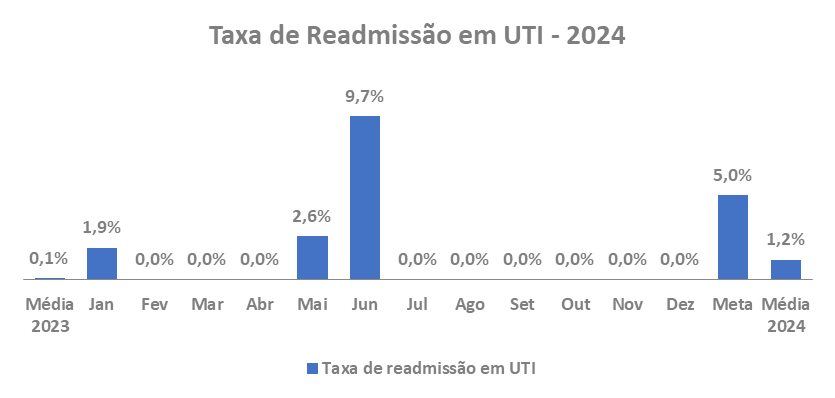 Taxa de Readmissão em UTI - 2024
9,7%
5,0%
2,6%
1,9%
1,2%
0,1%
0,0%
0,0%
0,0%
0,0%
0,0%
0,0%
0,0%
0,0%
0,0%
Média 2023
Jan
Fev
Mar
Abr
Mai
Jun
Jul
Ago
Set
Out
Nov
Dez
Meta
Média 2024
Taxa de readmissão em UTI